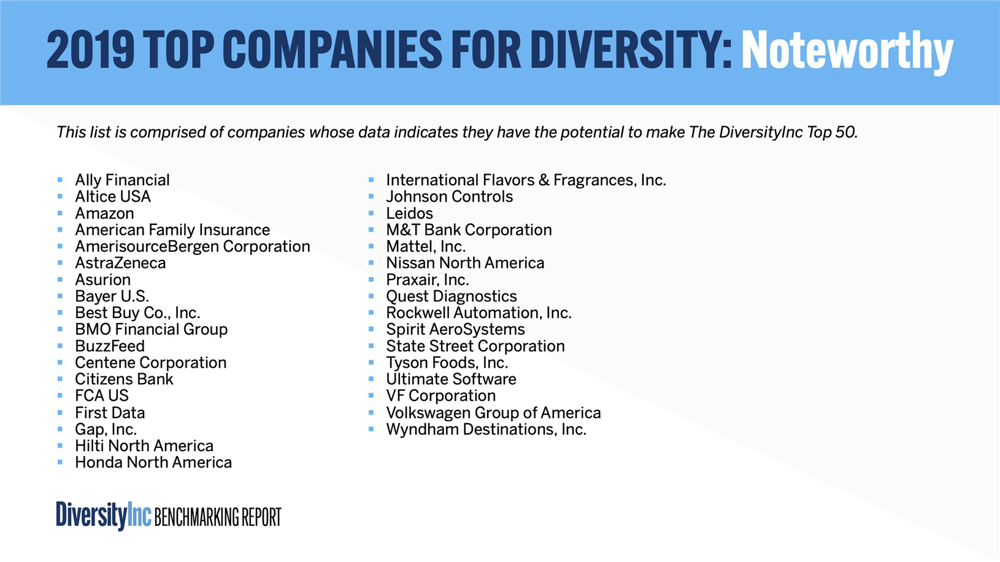 2019 TOP COMPANIES FOR DIVERSITY: Noteworthy
This list is comprised of companies whose data indicates they have the potential to make The DiversityInc Top 50.
Ally Financial
Altice USA
Amazon
American Family Insurance
AmerisourceBergen Corporation
AstraZeneca
Asurion
Bayer U.S.
Best Buy Co., Inc.
BMO Financial Group
BuzzFeed
Centene Corporation
Citizens Bank
FCA US
First Data
Gap, Inc.
Hilti North America
Honda North America
International Flavors & Fragrances, Inc.
Johnson Controls
Leidos
M&T Bank Corporation
Mattel, Inc.
Nissan North America
Praxair, Inc.
Quest Diagnostics
Rockwell Automation, Inc.
Spirit AeroSystems
State Street Corporation
Tyson Foods, Inc.
Ultimate Software
VF Corporation
Volkswagen Group of America
Wyndham Destinations, Inc.
DiversityInc BENCHMARKING REPORT